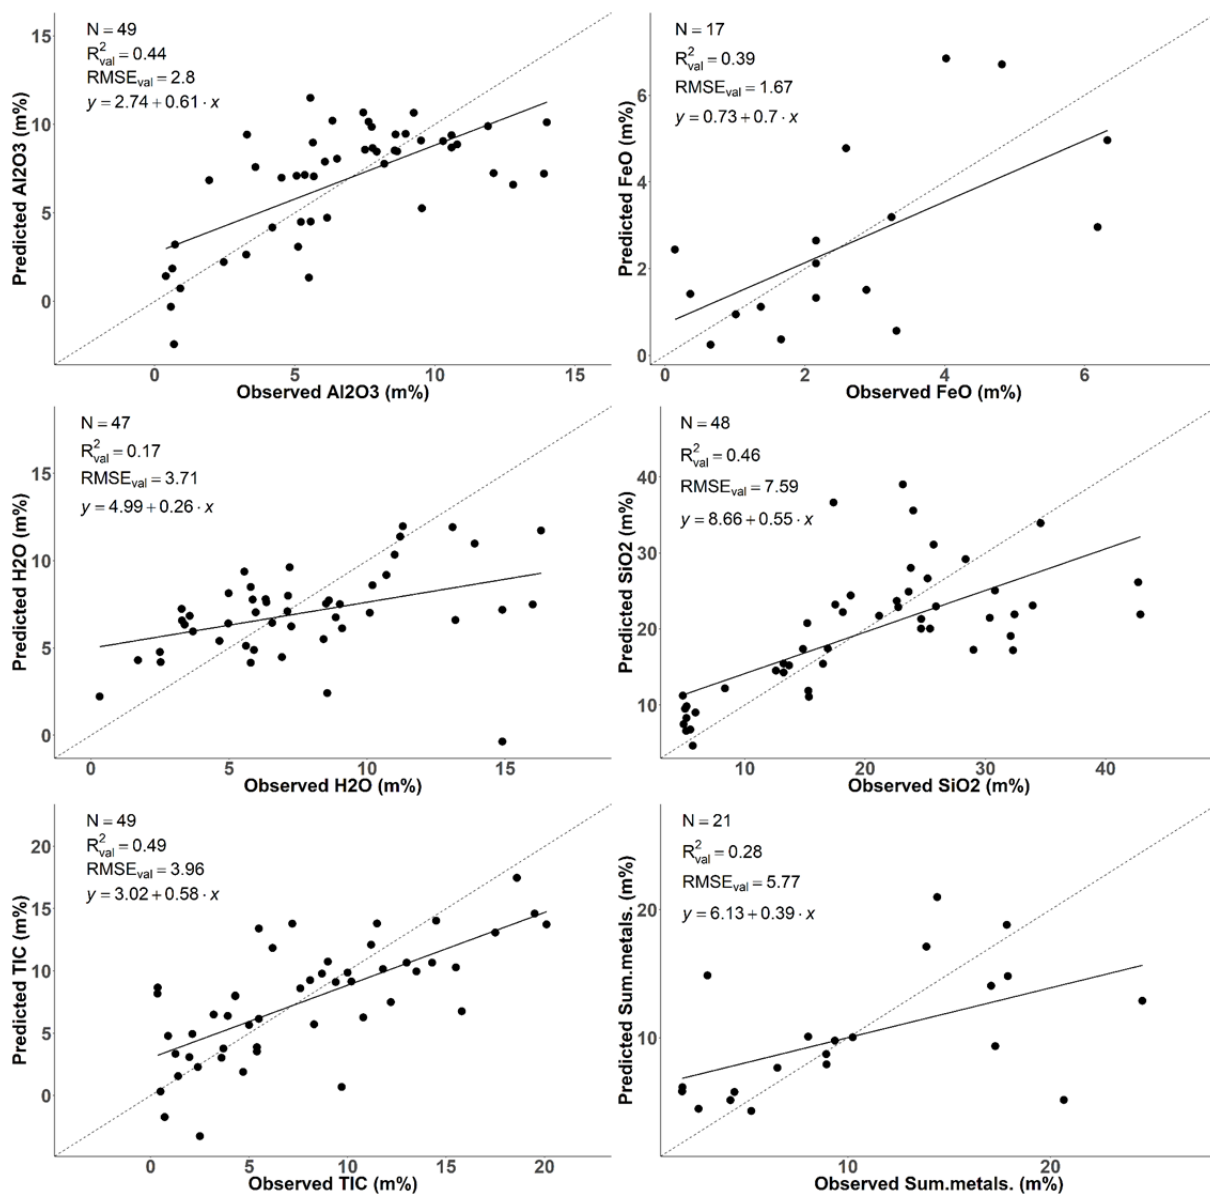 N = 49
R²val = 0.44
RMSEval = 2.8
y = 2.74 + 0.61 · x
Predicted Al2O3 (m%)
15
10
5
0
0 5 10 15
Observed Al2O3 (m%)
N = 17
R²val = 0.39
RMSEval = 1.67
y = 0.73 + 0.7 · x
Predicted FeO (m%)
6
4
2
0
0 2 4 6
Observed FeO (m%)
N = 47
R²val = 0.17
RMSEval = 3.71
y = 4.99 + 0.26 · x
Predicted H2O (m%)
15
10
5
0
0 5 10 15
Observed H2O (m%)
N = 48
R²val = 0.46
RMSEval = 7.59
y = 8.66 + 0.55 · x
Predicted SiO2 (m%)
40
30
20
10
10 20 30 40
Observed SiO2 (m%)
N = 49
R²val = 0.49
RMSEval = 3.96
y = 3.02 + 0.58 · x
Predicted TIC (m%)
20
15
10
5
0
0 5 10 15 20
Observed TIC (m%)
N = 21
R²val = 0.28
RMSEval = 5.77
y = 6.13 + 0.39 · x
Predicted Sum.metals. (m%)
20
10
10 20
Observed Sum.metals. (m%)